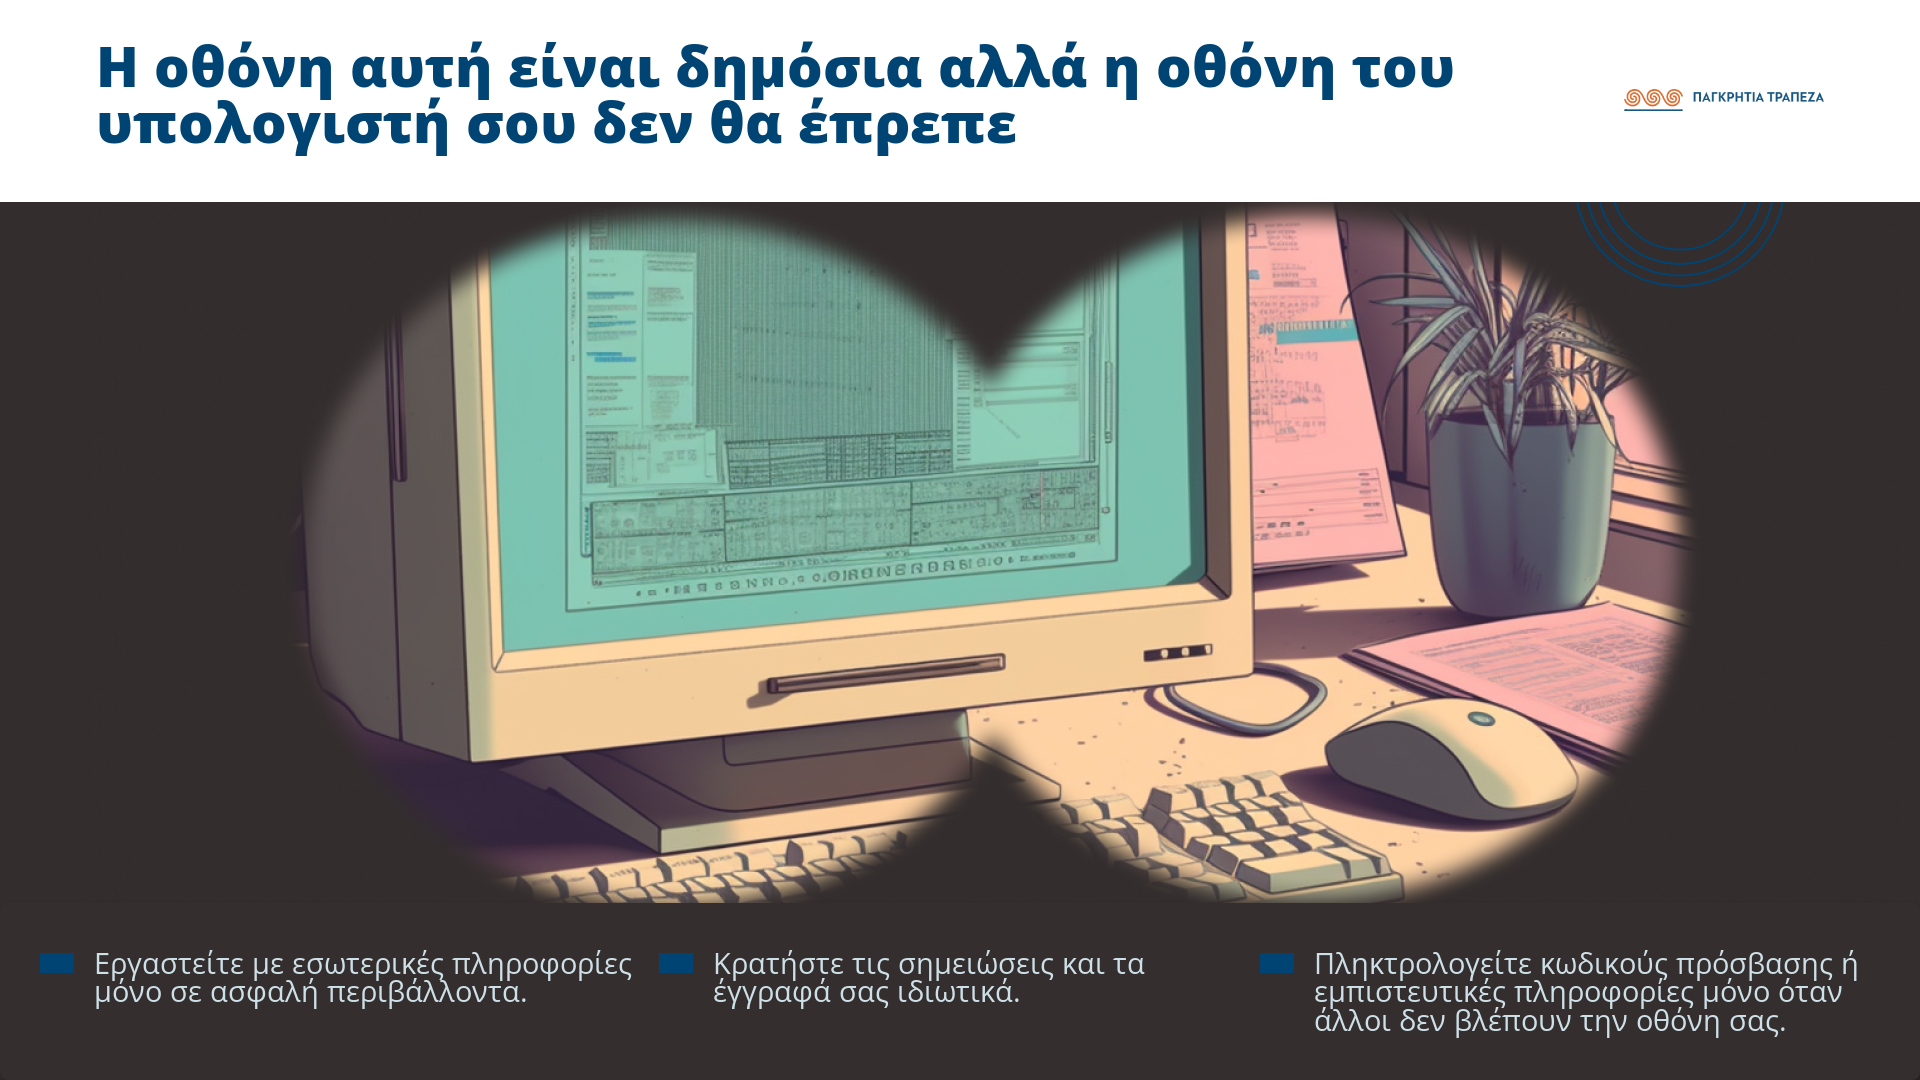 Η οθόνη αυτή είναι δημόσια αλλά η οθόνη του
υπολογιστή σου δεν θα έπρεπε
ΠΑΓΚΡΗΤΙΑ ΤΡΑΠΕΖΑ
Εργαστείτε με εσωτερικές πληροφορίες
μόνο σε ασφαλή περιβάλλοντα.
Κρατήστε τις σημειώσεις και τα
έγγραφά σας ιδιωτικά.
Πληκτρολογείτε κωδικούς πρόσβασης ή
εμπιστευτικές πληροφορίες μόνο όταν
άλλοι δεν βλέπουν την οθόνη σας.